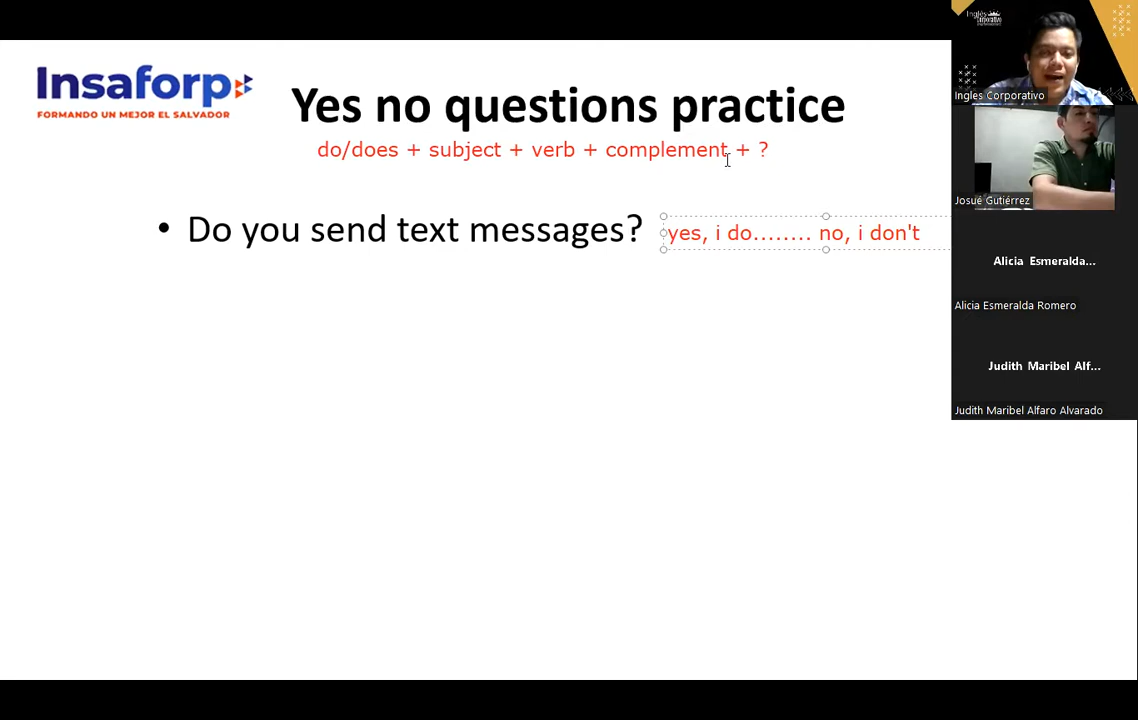 Insaforp
FORMANDO UN MEJOR EL SALVADOR
Yes no questions practice
do/does + subject + verb + complement + ?
• Do you send text messages?
yes, i do........ no, i don't
Inglés
Corporativo
Ingles Corporativo
Josué Gutiérrez
Alicia Esmeralda...
Alicia Esmeralda Romero
Judith Maribel Alf...
Judith Maribel Alfaro Alvarado